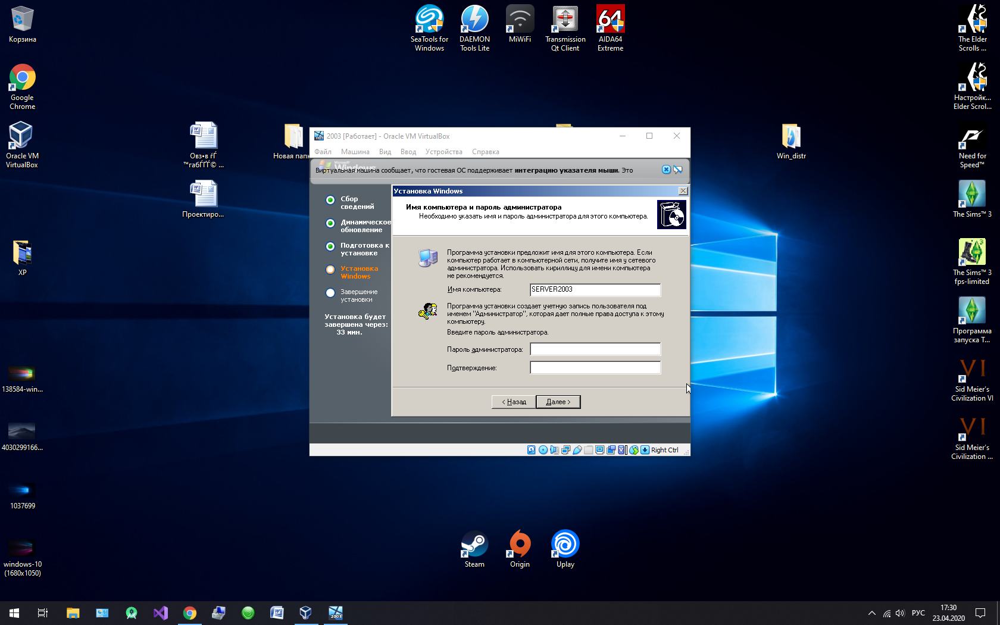 Корзина
SeaTools for
Windows
DAEMON
Tools Lite
MiWiFi
Transmission
Qt Client
64
AIDA64
Extreme
The Elder
Scrolls ...
Google
Chrome
Настройк...
Elder Scrol...
Oracle VM
VirtualBox
Овз•в ѓЃ
™габЃЃЃ© ...
Новая папк
Win_distr
Need for
Speed™
2003 [Работает] - Oracle VM VirtualBox
Файл Машина Вид Ввод Устройства Справка
Microsoft
Windows
Виртуальная машина сообщает, что гостевая ОС поддерживает интеграцию указателя мыши. Это
Сбор
сведений
Динамическое
обновление
Подготовка к
установке
Установка
Windows
Завершение
установки
Установка будет
завершена через:
33 мин.
Установка Windows
Имя компьютера и пароль администратора
Необходимо указать имя и пароль администратора для этого компьютера.
Программа установки предложит имя для этого компьютера. Если
компьютер работает в компьютерной сети, получите имя у сетевого
администратора. Использовать кириллицу для имени компьютера
не рекомендуется.
Имя компьютера: SERVER2003
Программа установки создает учетную запись пользователя под
именем "Администратор", которая дает полные права доступа к этому
компьютеру.
Введите пароль администратора.
Пароль администратора:
Подтверждение:
< Назад
Далее >
Right Ctrl
Проектиро...
The Sims™ 3
XP
The Sims™ 3
fps-limited
Программа
запуска T...
138584-win...
VI
Sid Meier's
Civilization VI
4030299166...
VI
Sid Meier's
Civilization ...
1037699
windows-10
(1680x1050)
Steam
Origin
Uplay
2003
РУС
17:30
23.04.2020